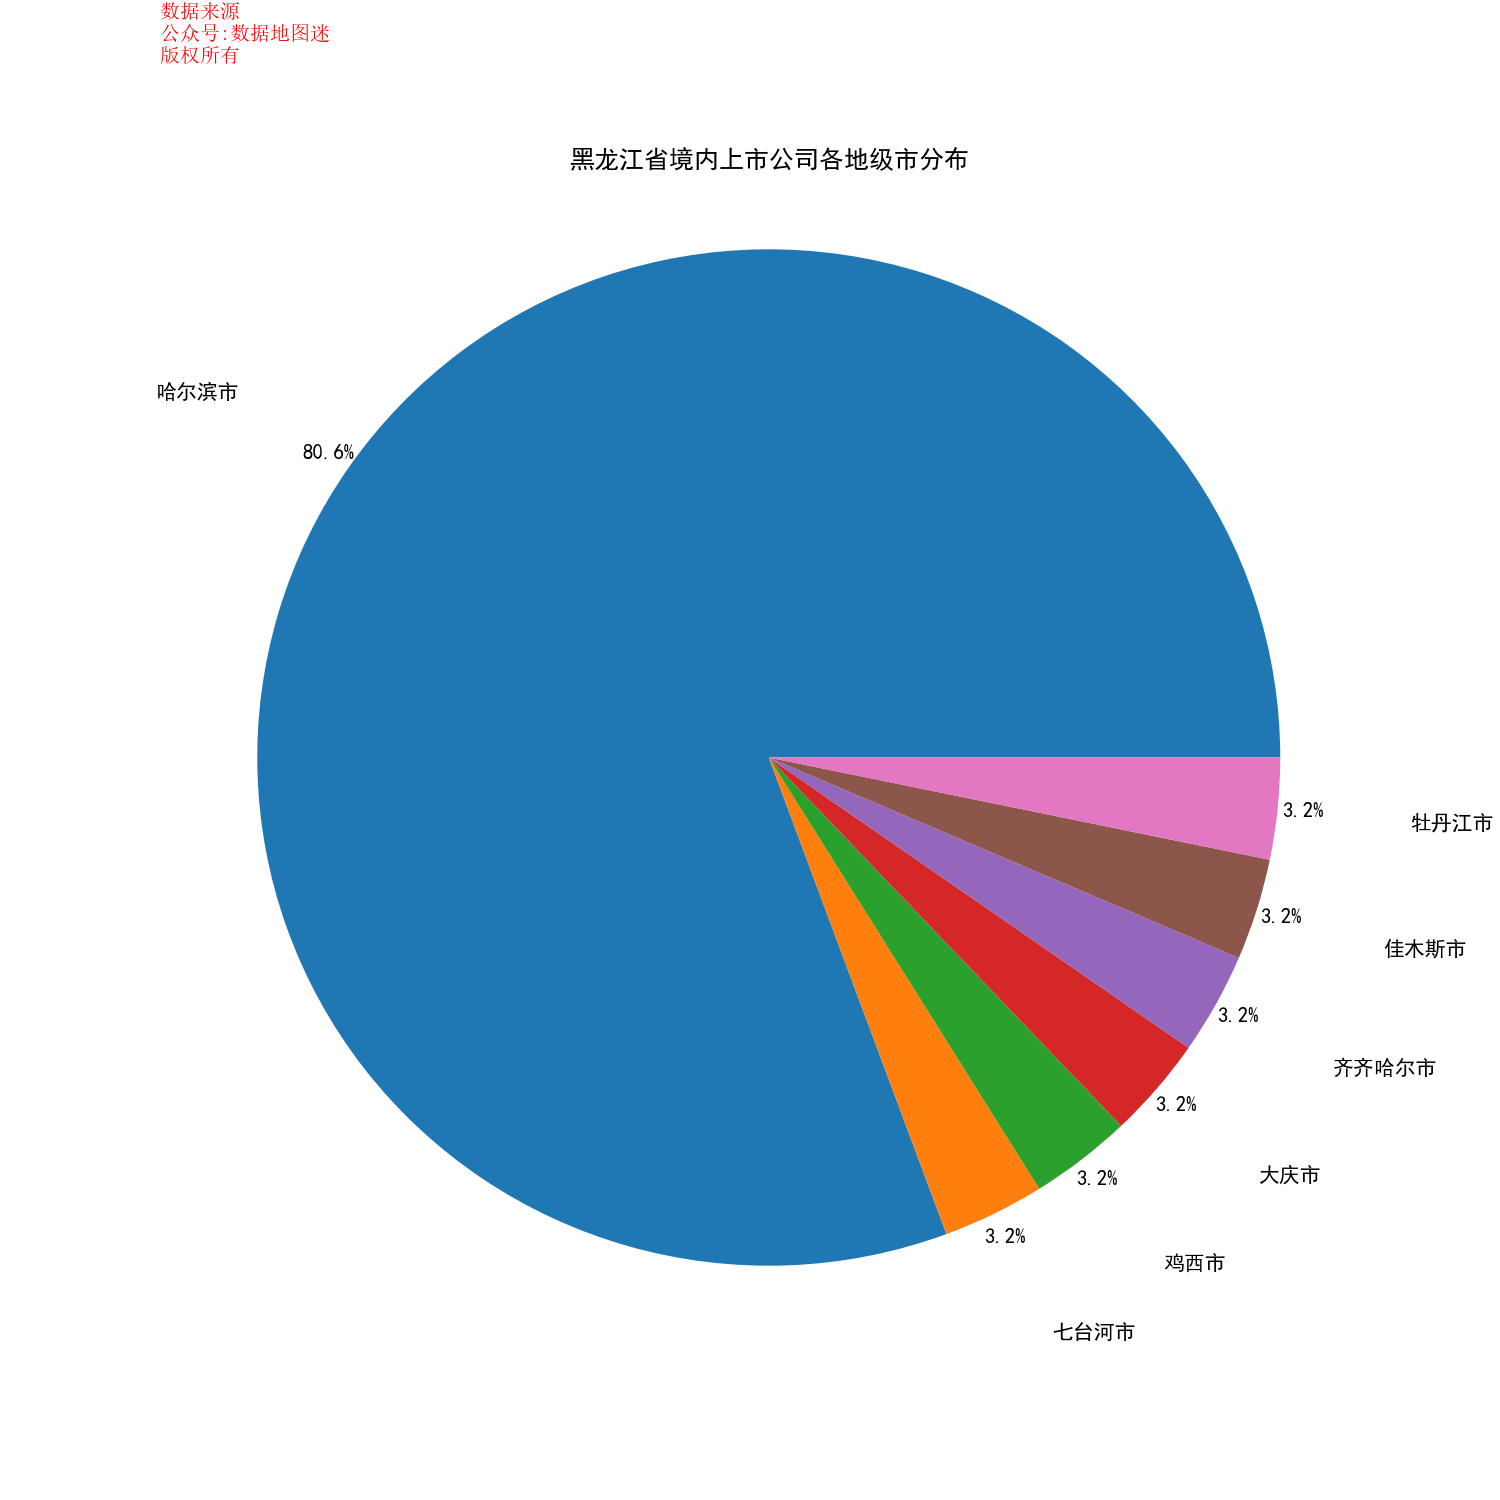 数据来源
公众号:数据地图迷
版权所有
黑龙江省境内上市公司各地级市分布
哈尔滨市
80.6%
3.2%
牡丹江市
3.2%
佳木斯市
3.2%
齐齐哈尔市
3.2%
大庆市
3.2%
鸡西市
3.2%
七台河市